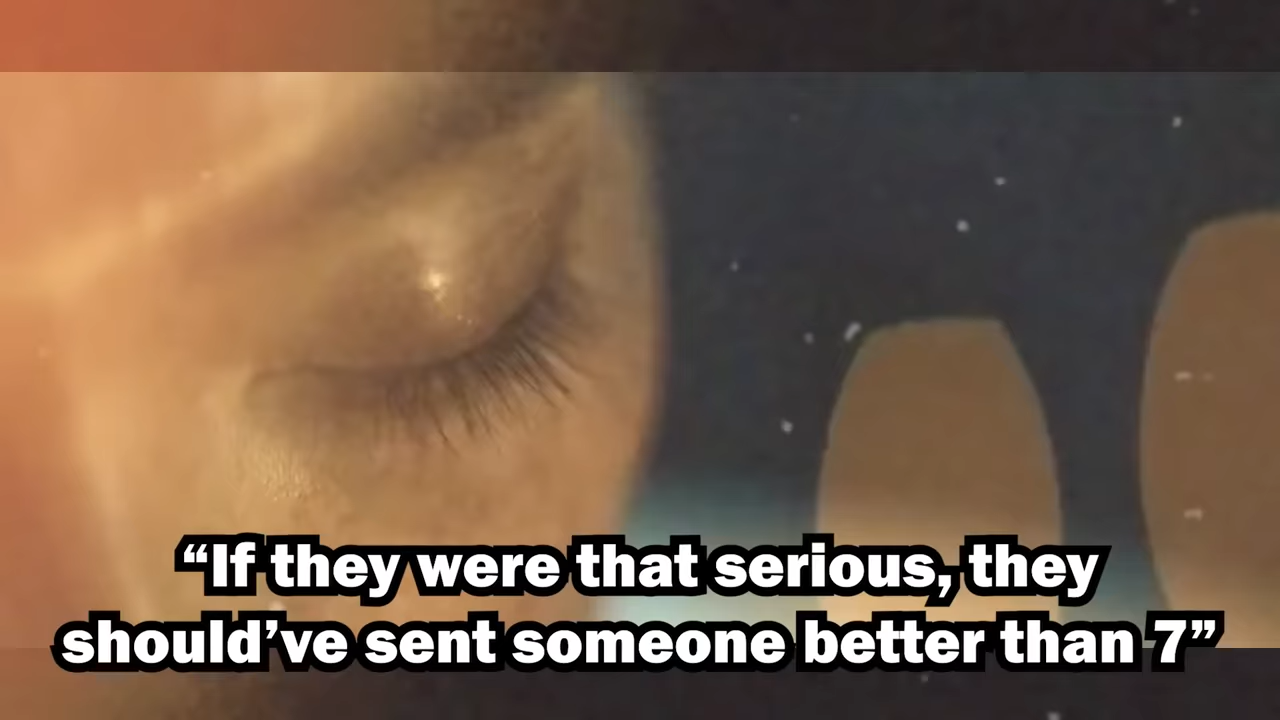 “If they were that serious, they
should’ve sent someone better than 7”